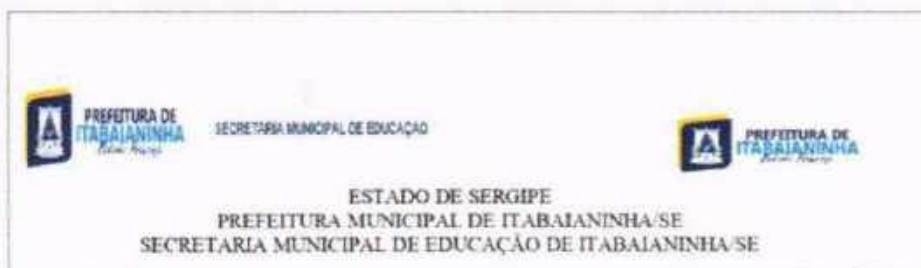 PREFEITURA DE
ITABAIANINHA
SECRETARIA MUNICIPAL DE EDUCAÇÃO
PREFEITURA DE
ITABAIANINHA
ESTADO DE SERGIPE
PREFEITURA MUNICIPAL DE ITABAIANINHA/SE
SECRETARIA MUNICIPAL DE EDUCAÇÃO DE ITABAIANINHA/SE